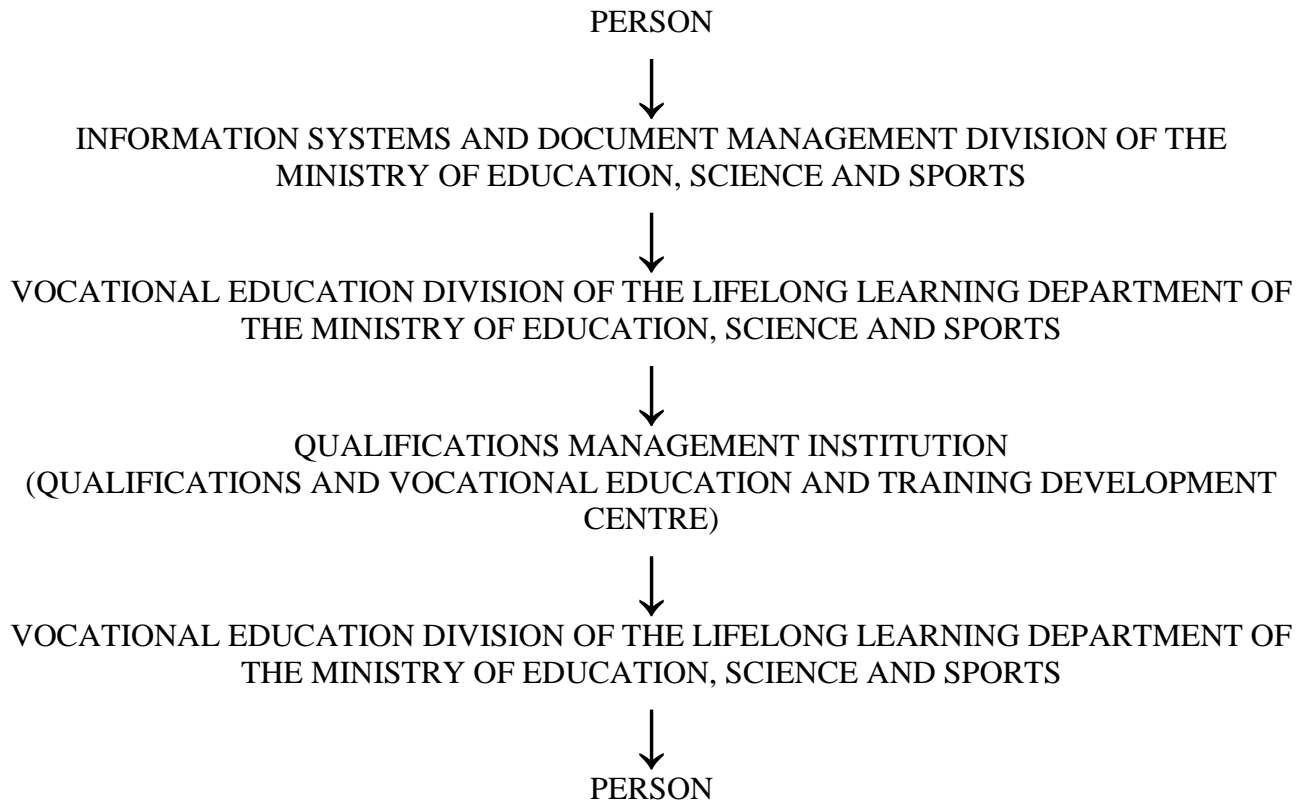 PERSON
INFORMATION SYSTEMS AND DOCUMENT MANAGEMENT DIVISION OF THE
MINISTRY OF EDUCATION, SCIENCE AND SPORTS
VOCATIONAL EDUCATION DIVISION OF THE LIFELONG LEARNING DEPARTMENT OF
THE MINISTRY OF EDUCATION, SCIENCE AND SPORTS
QUALIFICATIONS MANAGEMENT INSTITUTION
(QUALIFICATIONS AND VOCATIONAL EDUCATION AND TRAINING DEVELOPMENT
CENTRE)
VOCATIONAL EDUCATION DIVISION OF THE LIFELONG LEARNING DEPARTMENT OF
THE MINISTRY OF EDUCATION, SCIENCE AND SPORTS
PERSON